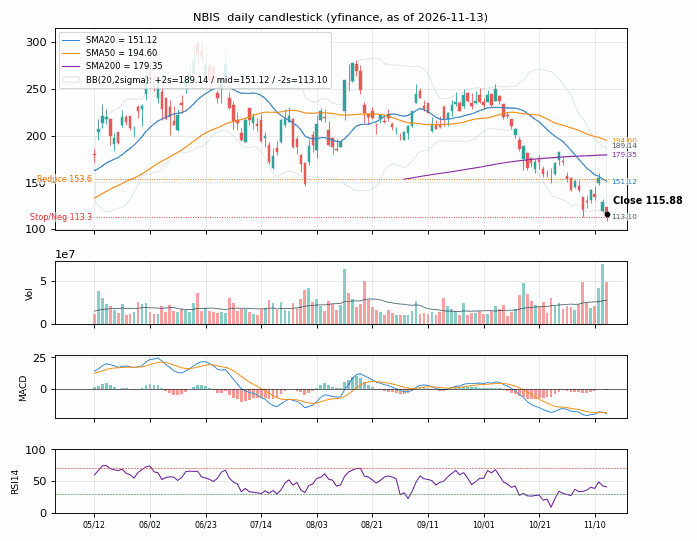 NBIS  daily candlestick (yfinance, as of 2026-11-13)
SMA20 = 151.12
SMA50 = 194.60
SMA200 = 179.35
BB(20,2sigma): +2s=189.14 / mid=151.12 / -2s=113.10
300
250
200
150
100
Reduce 153.6
Stop/Neg 113.3
194.60
189.14
179.35
151.12
Close 115.88
113.10
1e7
Vol
5
0
MACD
25
0
RSI14
100
50
0
05/12
06/02
06/23
07/14
08/03
08/21
09/11
10/01
10/21
11/10